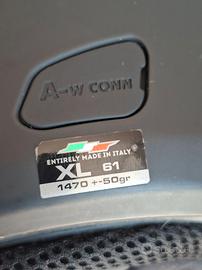 A-W CONN
ENTIRELY MADE IN ITALY
XL 61
1470 +-50gr